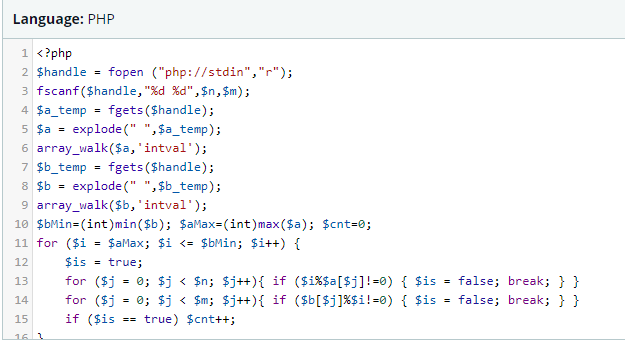 Language: PHP
1 <?php
2 $handle = fopen ("php://stdin","r");
3 fscanf($handle,"%d %d",$n,$m);
4 $a_temp = fgets($handle);
5 $a = explode(" ",$a_temp);
6 array_walk($a,'intval');
7 $b_temp = fgets($handle);
8 $b = explode(" ",$b_temp);
9 array_walk($b,'intval');
10 $bMin=(int)min($b); $aMax=(int)max($a); $cnt=0;
11 for ($i = $aMax; $i <= $bMin; $i++) {
12     $is = true;
13     for ($j = 0; $j < $n; $j++){ if ($i%$a[$j]!=0) { $is = false; break; } }
14     for ($j = 0; $j < $m; $j++){ if ($b[$j]%$i!=0) { $is = false; break; } }
15     if ($is == true) $cnt++;
16 }